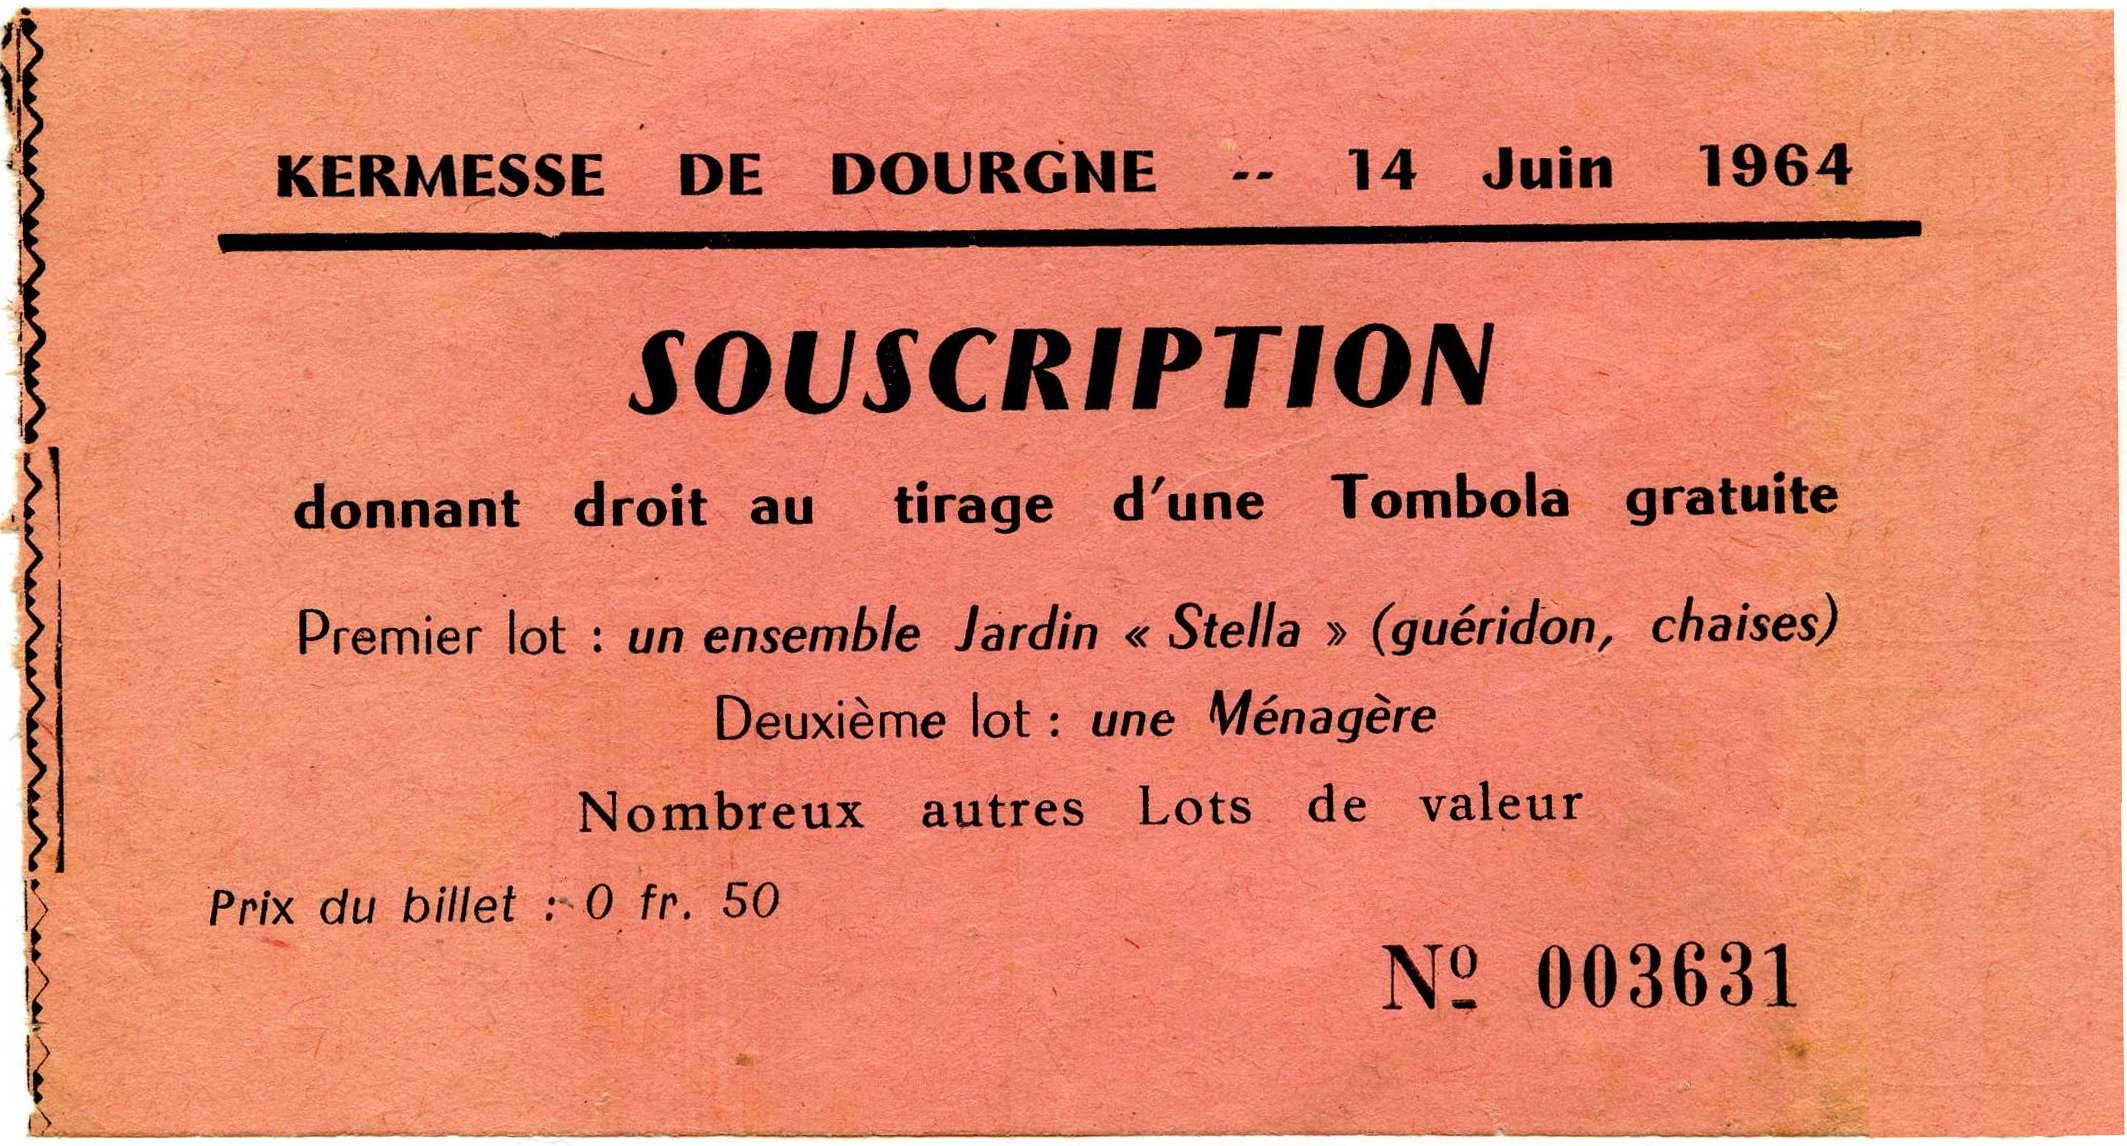 KERMESSE DE DOURGNE -- 14 Juin 1964
SOUSCRIPTION
donnant droit au tirage d'une Tombola gratuite
Premier lot : un ensemble Jardin « Stella » (guéridon, chaises)
Deuxième lot : une Ménagère
Nombreux autres Lots de valeur
Prix du billet : 0 fr. 50
Nº 003631